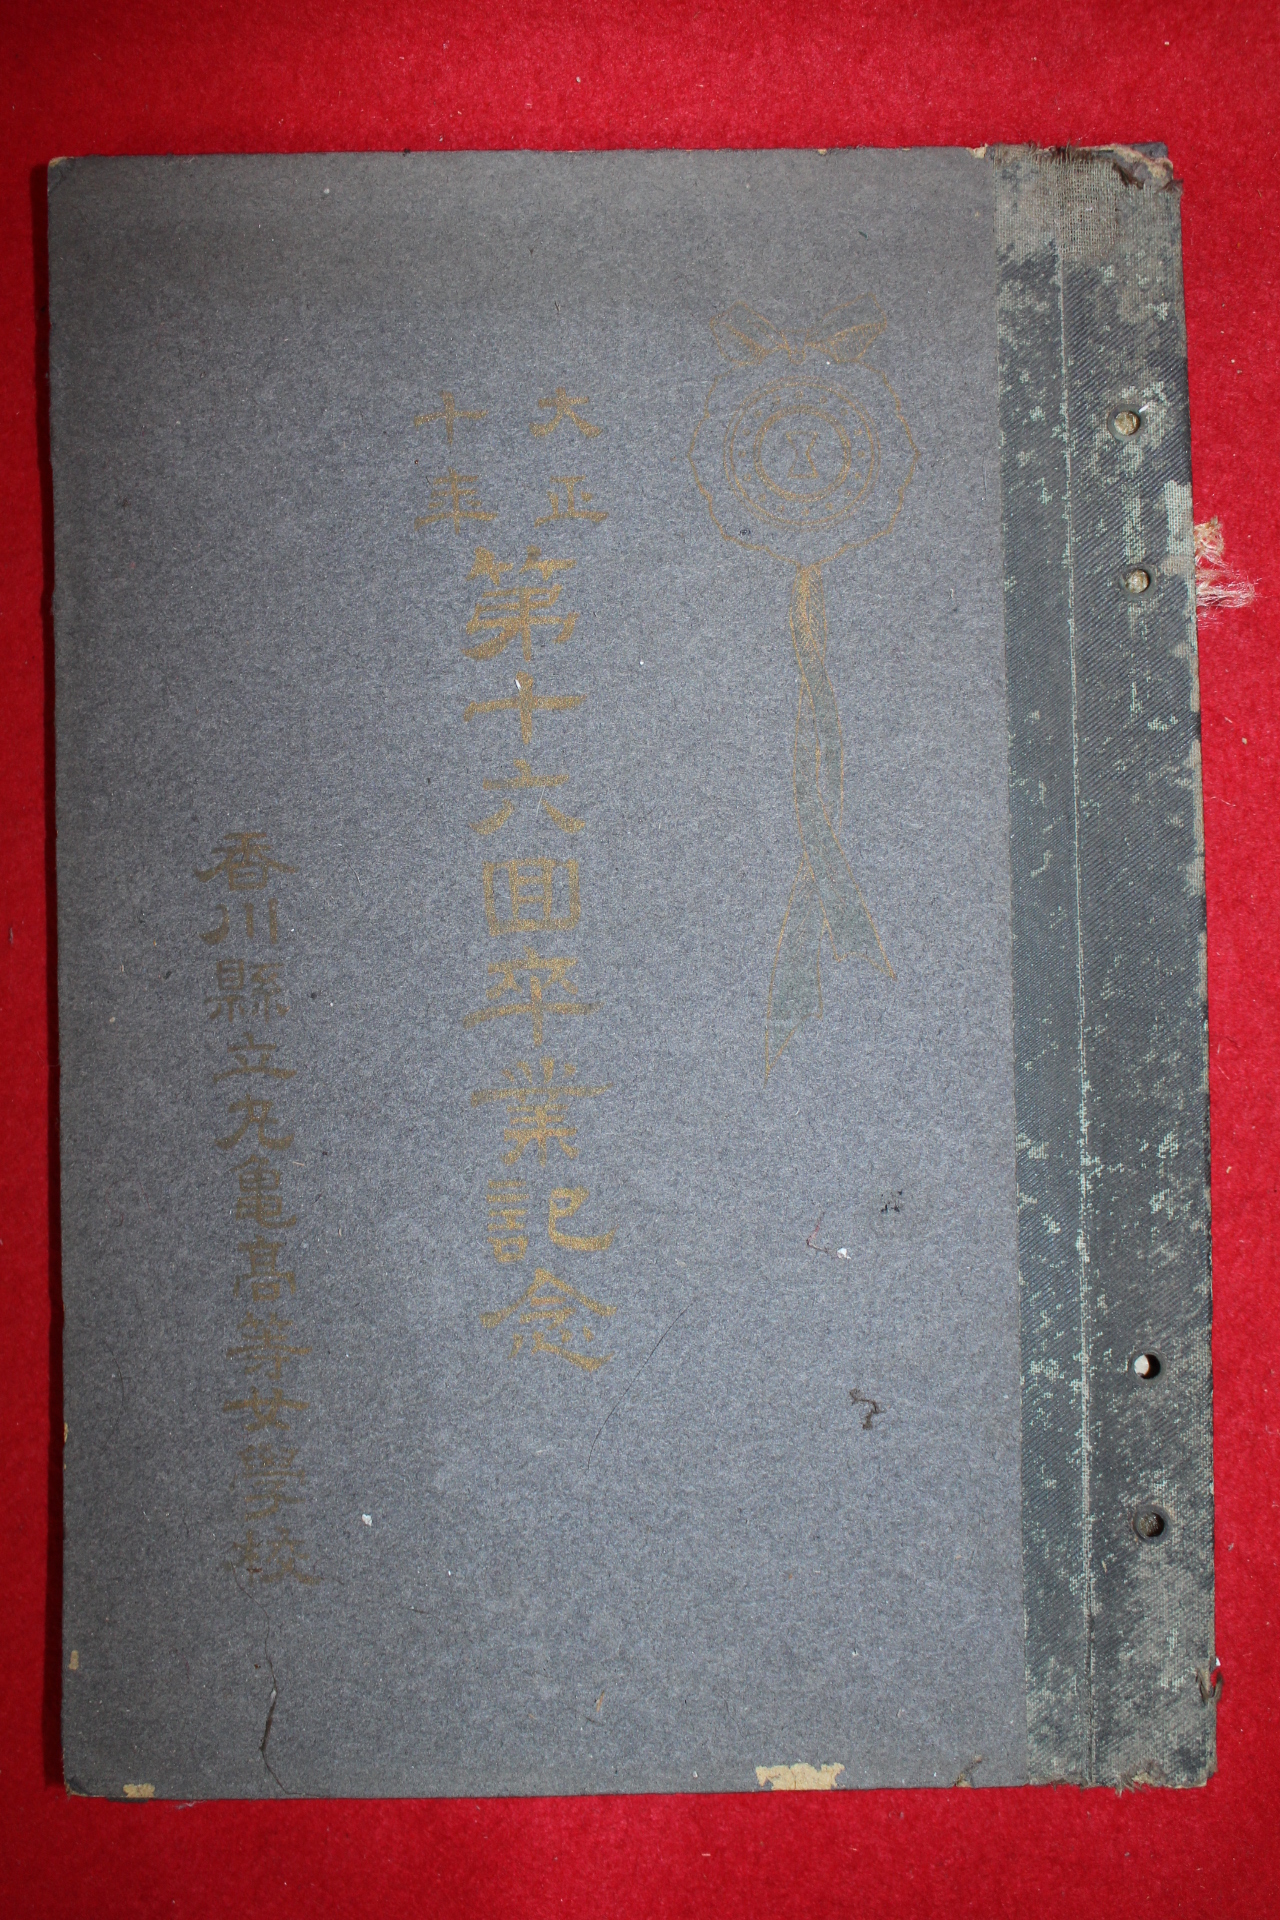 大正
十年
第十六回卒業記念
香川縣立丸亀高等女學校